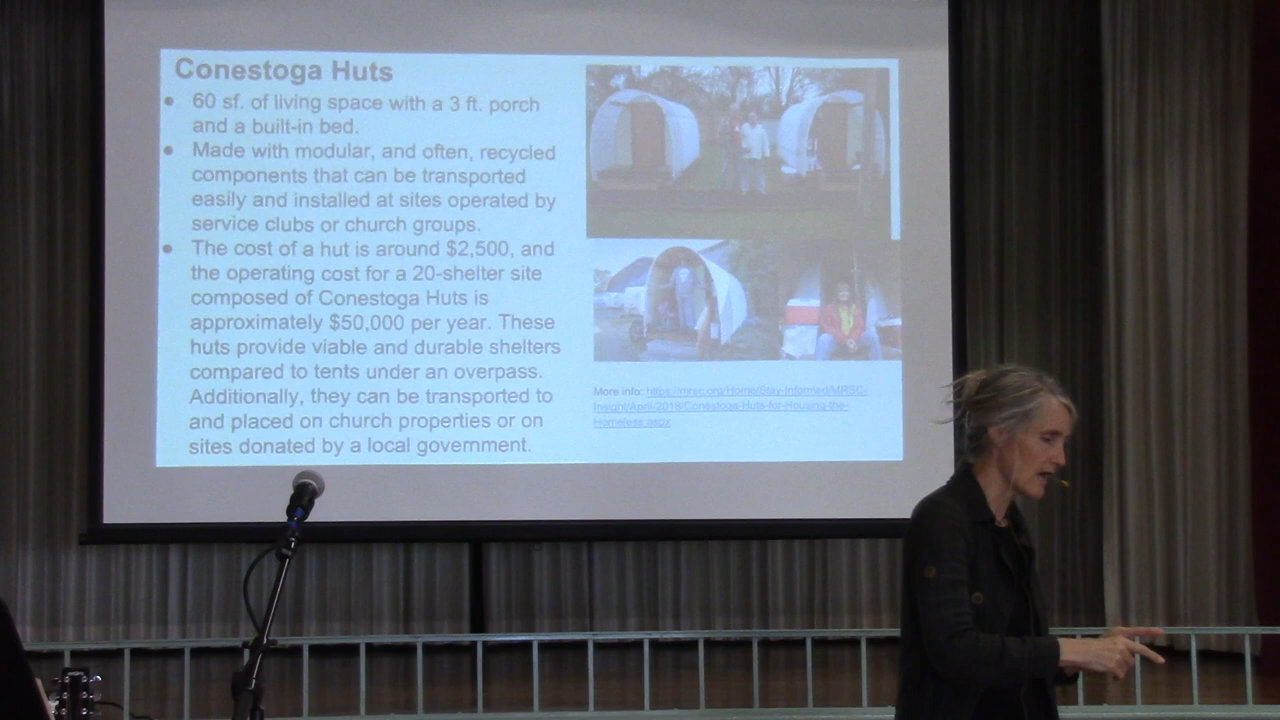 Conestoga Huts
• 60 sf. of living space with a 3 ft. porch
and a built-in bed.
• Made with modular, and often, recycled
components that can be transported
easily and installed at sites operated by
service clubs or church groups.
• The cost of a hut is around $2,500, and
the operating cost for a 20-shelter site
composed of Conestoga Huts is
approximately $50,000 per year. These
huts provide viable and durable shelters
compared to tents under an overpass.
Additionally, they can be transported to
and placed on church properties or on
sites donated by a local government.
More info: https://mrsc.org/Home/Stay-Informed/MRSC-
Insight/April-2018/Conestoga-Huts-for-Housing-the-
Homeless.aspx